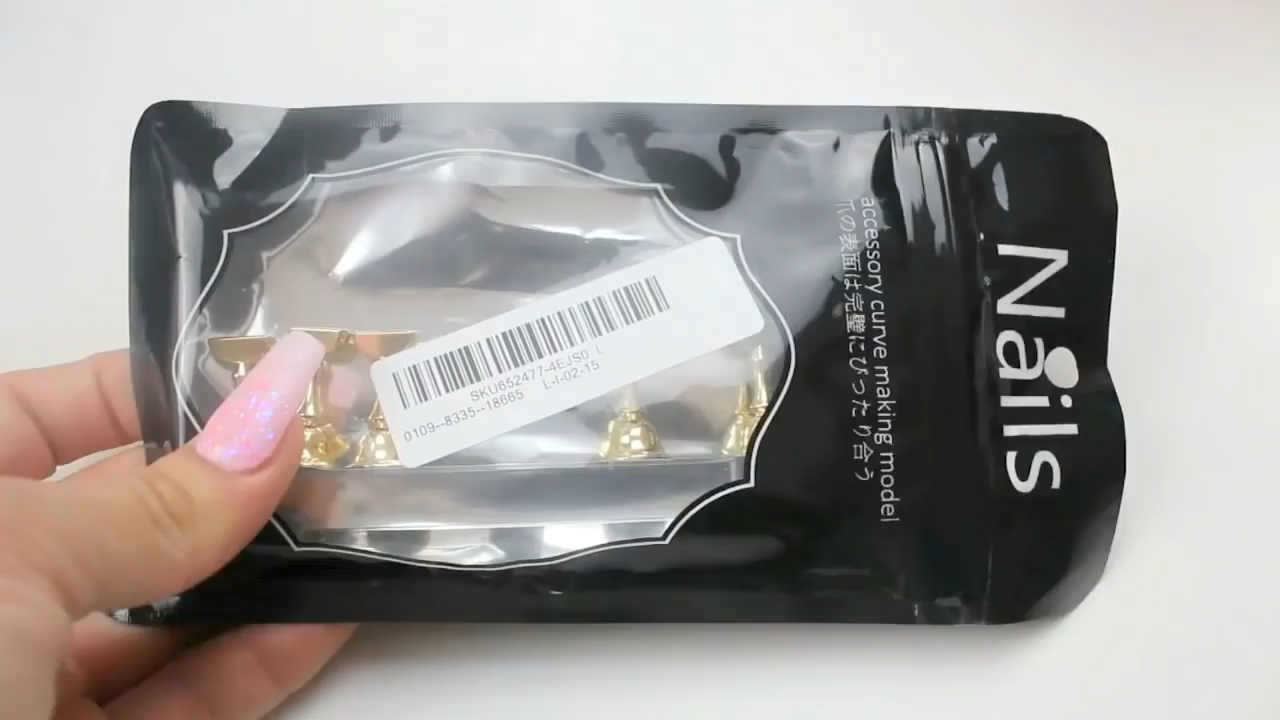 Nails
accessory curve making model
爪の表面は完璧にぴったり合う
SKU652477-4EJS0 L
0109--8335--18665 L-I-02-15